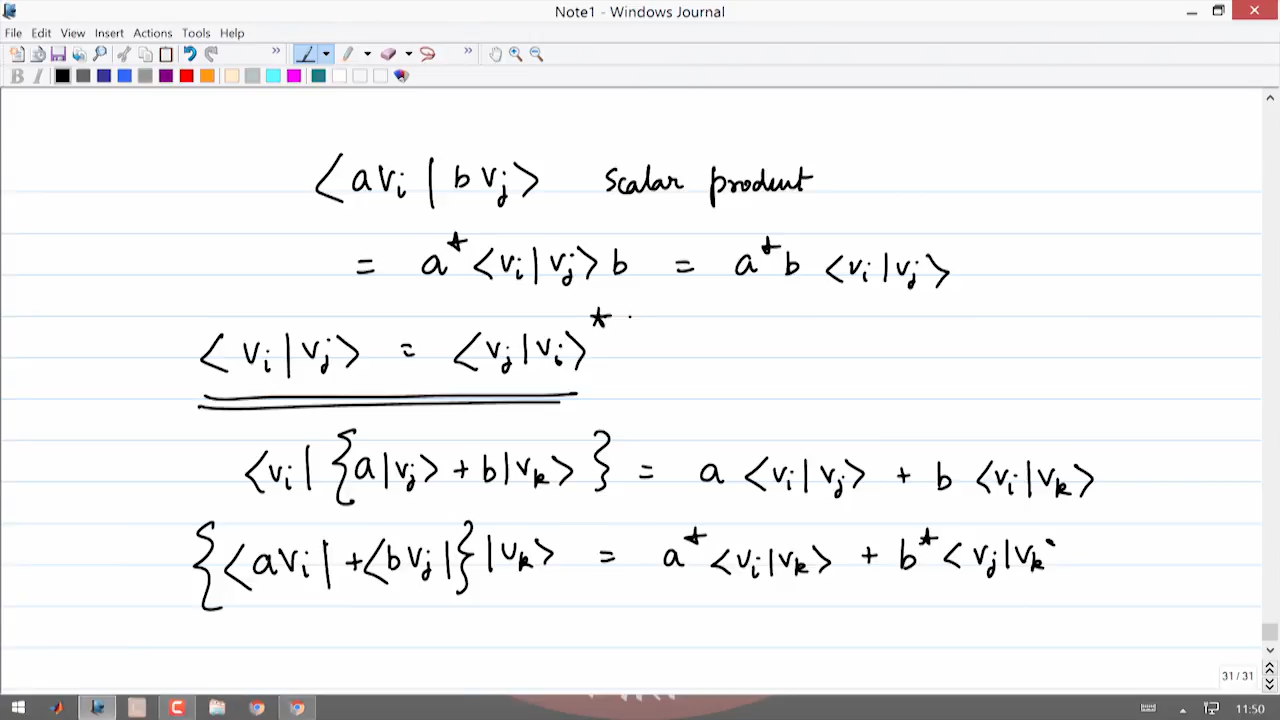 Note1 - Windows Journal
File Edit View Insert Actions Tools Help
B I
<avi | b vj> scalar product
= a* <vi|vj> b = a* b <vi|vj>
<vi|vj> = <vj|vi>*
<vi| {a|vj> + b|vk>} = a <vi|vj> + b <vi|vk>
{<avi| + <bvj|} |vk> = a* <vi|vk> + b* <vj|vk
31/31
11:50